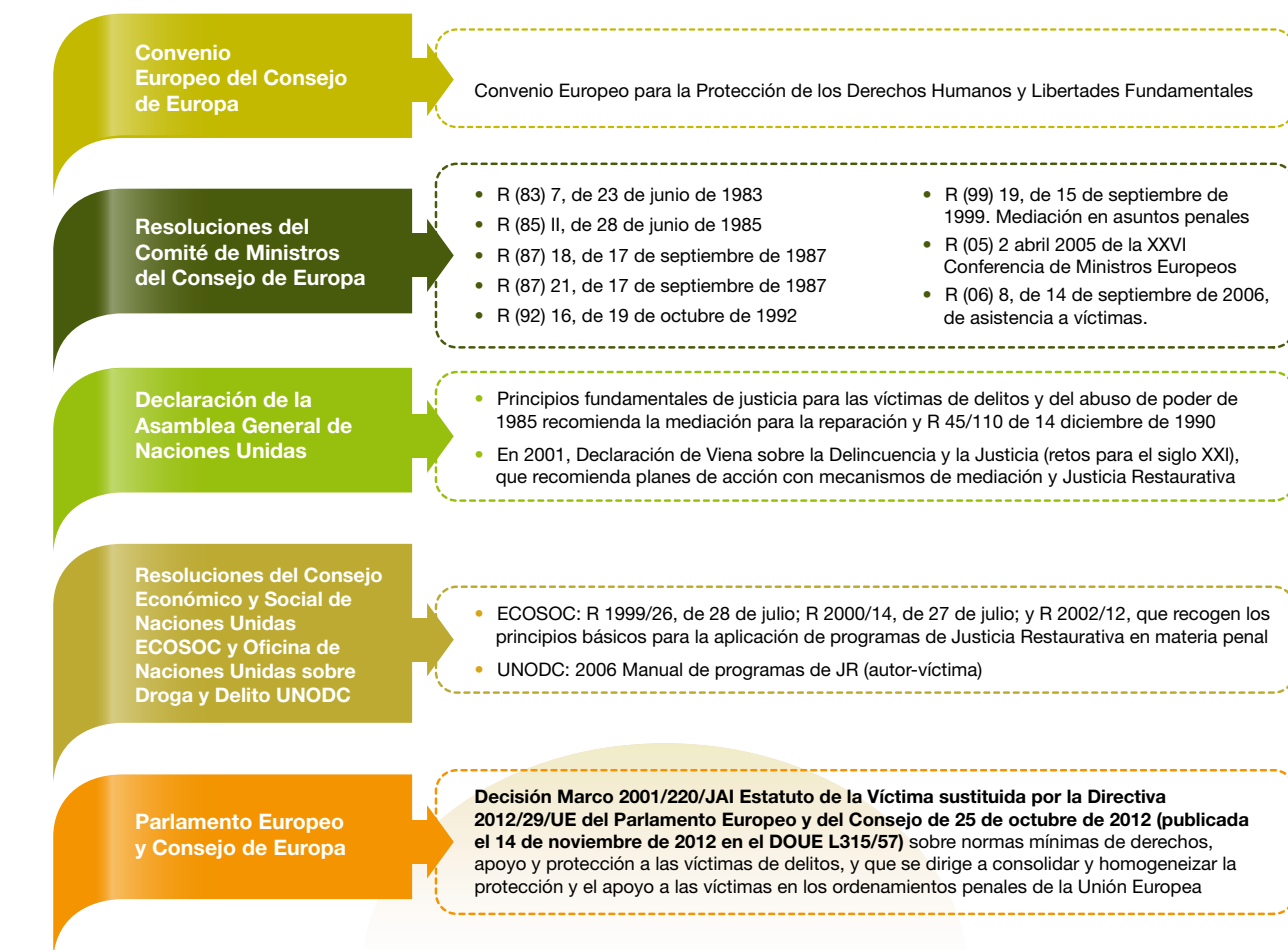 Convenio
Europeo del Consejo
de Europa
Convenio Europeo para la Protección de los Derechos Humanos y Libertades Fundamentales
Resoluciones del
Comité de Ministros
del Consejo de Europa
• R (83) 7, de 23 de junio de 1983
• R (85) II, de 28 de junio de 1985
• R (87) 18, de 17 de septiembre de 1987
• R (87) 21, de 17 de septiembre de 1987
• R (92) 16, de 19 de octubre de 1992
• R (99) 19, de 15 de septiembre de
1999. Mediación en asuntos penales
• R (05) 2 abril 2005 de la XXVI
Conferencia de Ministros Europeos
• R (06) 8, de 14 de septiembre de 2006,
de asistencia a víctimas.
Declaración de la
Asamblea General de
Naciones Unidas
• Principios fundamentales de justicia para las víctimas de delitos y del abuso de poder de
1985 recomienda la mediación para la reparación y R 45/110 de 14 diciembre de 1990
• En 2001, Declaración de Viena sobre la Delincuencia y la Justicia (retos para el siglo XXI),
que recomienda planes de acción con mecanismos de mediación y Justicia Restaurativa
Resoluciones del Consejo
Económico y Social de
Naciones Unidas
ECOSOC y Oficina de
Naciones Unidas sobre
Droga y Delito UNODC
• ECOSOC: R 1999/26, de 28 de julio; R 2000/14, de 27 de julio; y R 2002/12, que recogen los
principios básicos para la aplicación de programas de Justicia Restaurativa en materia penal
• UNODC: 2006 Manual de programas de JR (autor-víctima)
Parlamento Europeo
y Consejo de Europa
Decisión Marco 2001/220/JAI Estatuto de la Víctima sustituida por la Directiva
2012/29/UE del Parlamento Europeo y del Consejo de 25 de octubre de 2012 (publicada
el 14 de noviembre de 2012 en el DOUE L315/57) sobre normas mínimas de derechos,
apoyo y protección a las víctimas de delitos, y que se dirige a consolidar y homogeneizar la
protección y el apoyo a las víctimas en los ordenamientos penales de la Unión Europea